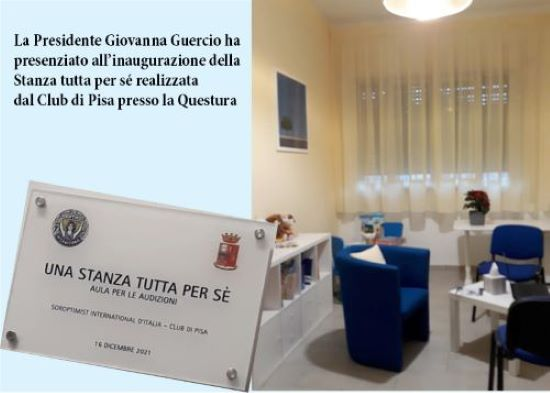 La Presidente Giovanna Guercio ha
presenziato all'inaugurazione della
Stanza tutta per sé realizzata
dal Club di Pisa presso la Questura
UNA STANZA TUTTA PER SÈ
AULA PER LE AUDIZIONI
SOROPTIMIST INTERNATIONAL D'ITALIA – CLUB DI PISA
16 DICEMBRE 2021